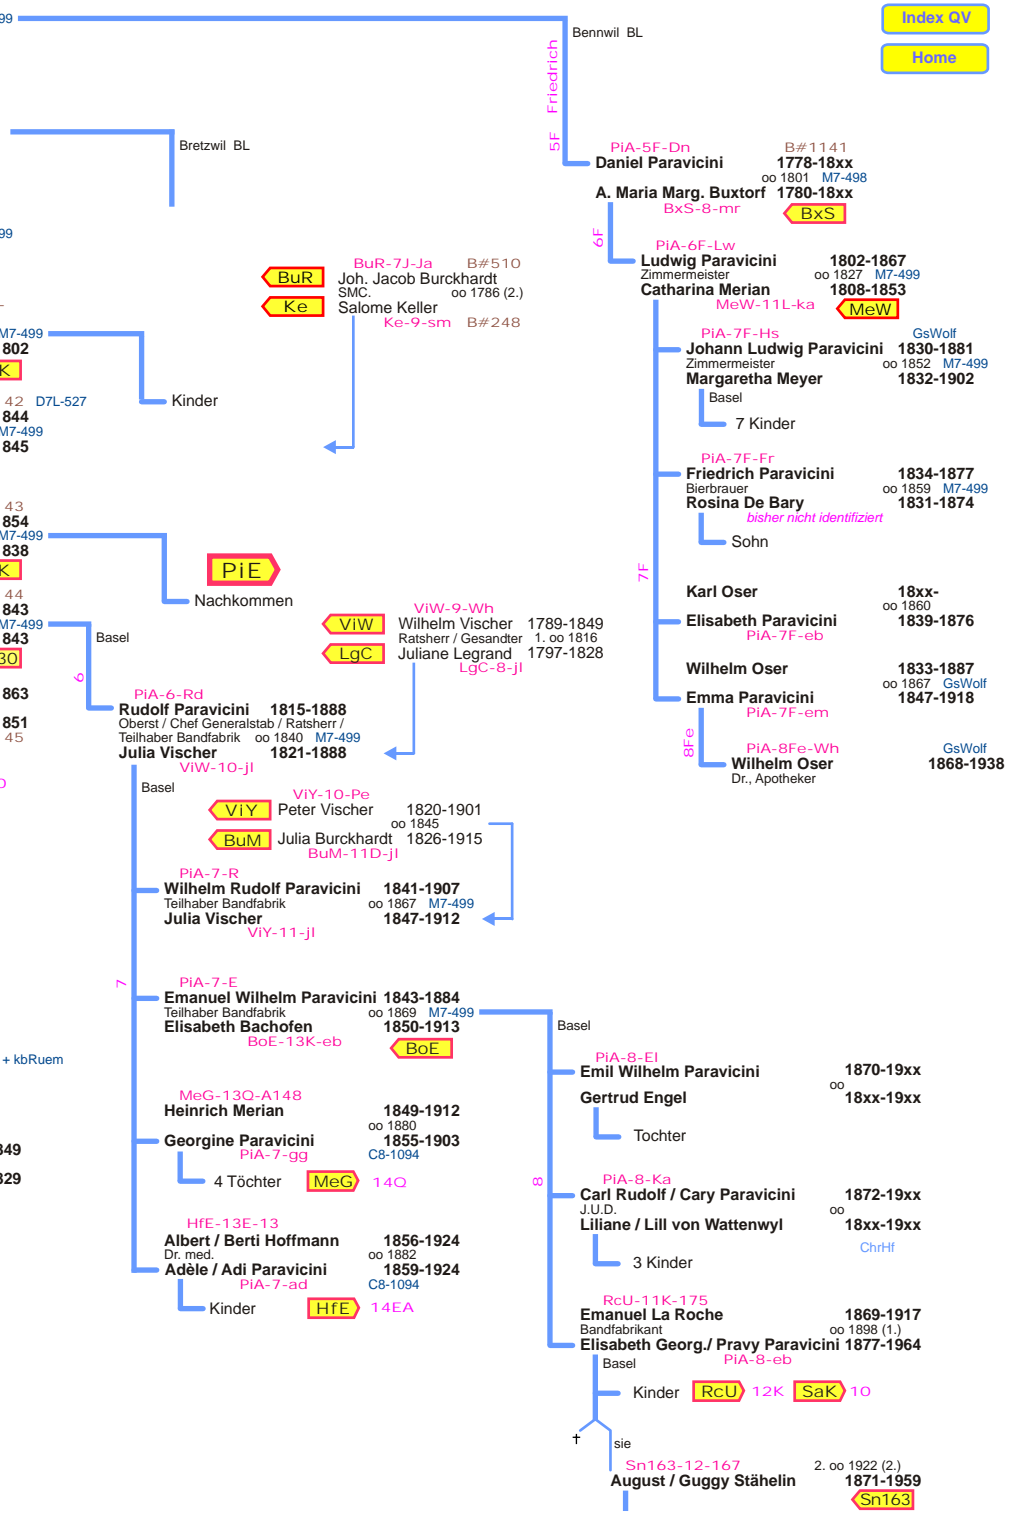 99
Index QV
Home
Bennwil BL
5F Friedrich
Bretzwil BL
PiA-5F-Dn
B#1141
Daniel Paravicini 1778-18xx
oo 1801 M7-498
A. Maria Marg. Buxtorf 1780-18xx
BxS-8-mr
BxS
6F
PiA-6F-Lw
Ludwig Paravicini 1802-1867
Zimmermeister oo 1827 M7-499
Catharina Merian 1808-1853
MeW-11L-ka
MeW
99
BuR-7J-Ja B#510
BuR
Joh. Jacob Burckhardt
SMC. oo 1786 (2.)
Ke
Salome Keller
Ke-9-sm B#248
M7-499
802
K
Kinder
42 D7L-527
844
M7-499
845
7F
PiA-7F-Hs GsWolf
Johann Ludwig Paravicini 1830-1881
Zimmermeister oo 1852 M7-499
Margaretha Meyer 1832-1902
Basel
7 Kinder
PiA-7F-Fr
Friedrich Paravicini 1834-1877
Bierbrauer oo 1859 M7-499
Rosina De Bary 1831-1874
bisher nicht identifiziert
Sohn
43
854
M7-499
838
K
PiE
Nachkommen
44
843
M7-499
843
30
Basel
6
863
851
45
Karl Oser 18xx-
oo 1860
Elisabeth Paravicini 1839-1876
PiA-7F-eb
Wilhelm Oser 1833-1887
oo 1867 GsWolf
Emma Paravicini 1847-1918
PiA-7F-em
8Fe
PiA-8Fe-Wh GsWolf
Wilhelm Oser 1868-1938
Dr., Apotheker
ViW-9-Wh
ViW
Wilhelm Vischer 1789-1849
Ratsherr / Gesandter 1. oo 1816
LgC
Juliane Legrand 1797-1828
LgC-8-jl
PiA-6-Rd
Rudolf Paravicini 1815-1888
Oberst / Chef Generalstab / Ratsherr /
Teilhaber Bandfabrik oo 1840 M7-499
Julia Vischer 1821-1888
ViW-10-jl
Basel
ViY-10-Pe
ViY
Peter Vischer 1820-1901
oo 1845
BuM
Julia Burckhardt 1826-1915
BuM-11D-jl
7
PiA-7-R
Wilhelm Rudolf Paravicini 1841-1907
Teilhaber Bandfabrik oo 1867 M7-499
Julia Vischer 1847-1912
ViY-11-jl
PiA-7-E
Emanuel Wilhelm Paravicini 1843-1884
Teilhaber Bandfabrik oo 1869 M7-499
Elisabeth Bachofen 1850-1913
BoE-13K-eb
BoE
+ kbRuem
849
829
MeG-13Q-A148
Heinrich Merian 1849-1912
oo 1880
Georgine Paravicini 1855-1903
PiA-7-gg C8-1094
4 Töchter
MeG
14Q
HfE-13E-13
Albert / Berti Hoffmann 1856-1924
Dr. med. oo 1882
Adèle / Adi Paravicini 1859-1924
PiA-7-ad C8-1094
Kinder
HfE
14EA
Basel
8
PiA-8-El
Emil Wilhelm Paravicini 1870-19xx
oo
Gertrud Engel 18xx-19xx
Tochter
PiA-8-Ka
Carl Rudolf / Cary Paravicini 1872-19xx
J.U.D. oo
Liliane / Lill von Wattenwyl 18xx-19xx
ChrHf
3 Kinder
RcU-11K-175
Emanuel La Roche 1869-1917
Bandfabrikant oo 1898 (1.)
Elisabeth Georg./ Pravy Paravicini 1877-1964
PiA-8-eb
Basel
Kinder
RcU
12K
SaK
10
†
sie
Sn163-12-167 2. oo 1922 (2.)
August / Guggy Stähelin 1871-1959
Sn163